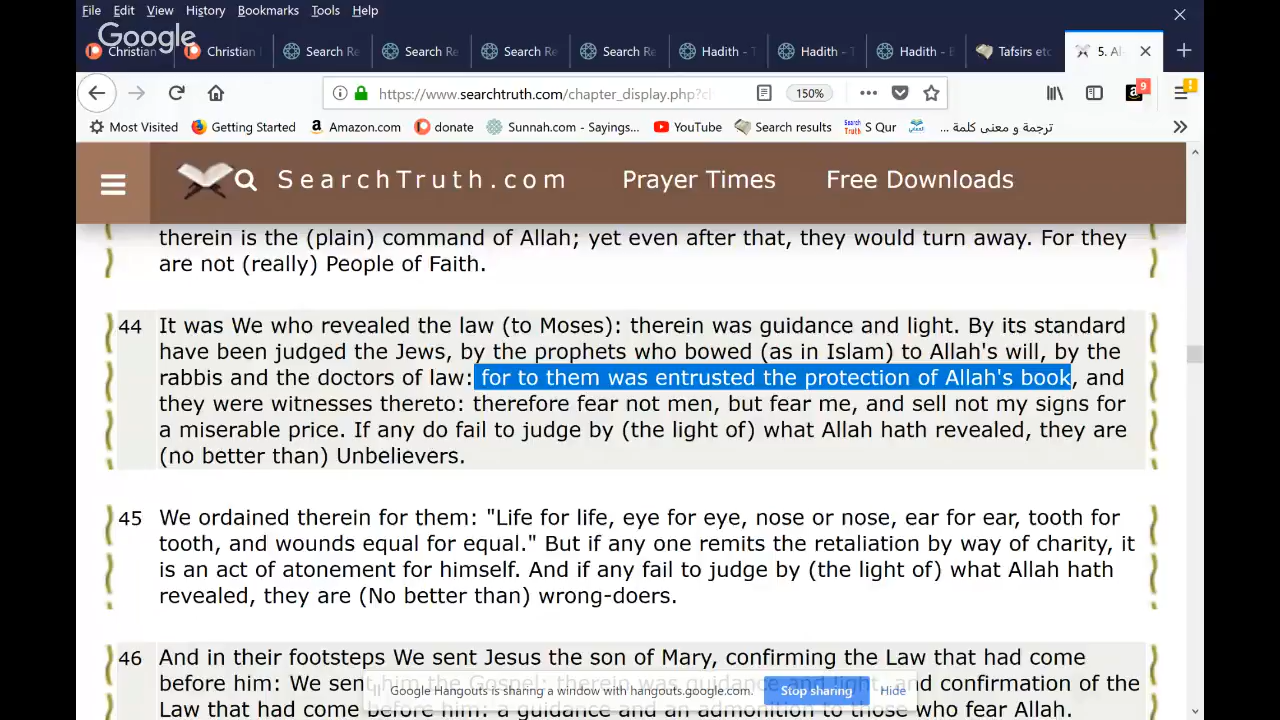 File Edit View History Bookmarks Tools Help
Google
Christian Christian Search Re Search Re Search Re Search Re Hadith - T Hadith - T Hadith - B Tafsirs etc 5. Al
https://www.searchtruth.com/chapter_display.php?c 150% 9
Most Visited Getting Started Amazon.com donate Sunnah.com - Sayings... YouTube Search results S Qur ترجمة و معنى كلمة ...
SearchTruth.com Prayer Times Free Downloads
therein is the (plain) command of Allah; yet even after that, they would turn away. For they
are not (really) People of Faith.
44 It was We who revealed the law (to Moses): therein was guidance and light. By its standard
have been judged the Jews, by the prophets who bowed (as in Islam) to Allah's will, by the
rabbis and the doctors of law: for to them was entrusted the protection of Allah's book, and
they were witnesses thereto: therefore fear not men, but fear me, and sell not my signs for
a miserable price. If any do fail to judge by (the light of) what Allah hath revealed, they are
(no better than) Unbelievers.
45 We ordained therein for them: "Life for life, eye for eye, nose or nose, ear for ear, tooth for
tooth, and wounds equal for equal." But if any one remits the retaliation by way of charity, it
is an act of atonement for himself. And if any fail to judge by (the light of) what Allah hath
revealed, they are (No better than) wrong-doers.
46 And in their footsteps We sent Jesus the son of Mary, confirming the Law that had come
before him: We sent him the Gospel: therein was guidance and light, and confirmation of the
Google Hangouts is sharing a window with hangouts.google.com. Stop sharing Hide
Law that had come before him: a guidance and an admonition to those who fear Allah.